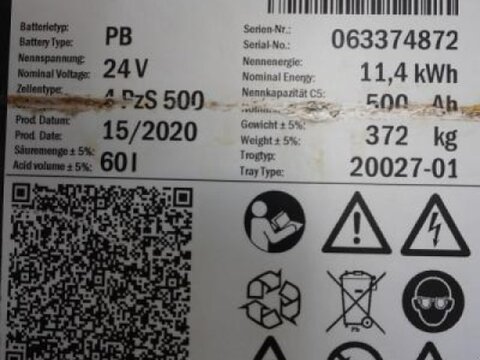 Batterietyp: PB Serien-Nr.:
Battery Type: Serial-No.: 063374872
Nennspannung: 24 V Nennenergie:
Nominal Voltage: Nominal Energy: 11,4 kWh
Zellentype: 4 PzS 500 Nennkapazität C5: 500 Ah
Prod. Datum: 15/2020 Gewicht ± 5%: 372 kg
Prod. Date: Weight ± 5%:
Säuremenge ± 5%: 60 l Trogtyp: 20027-01
Acid volume ± 5%: Tray Type:
Pb